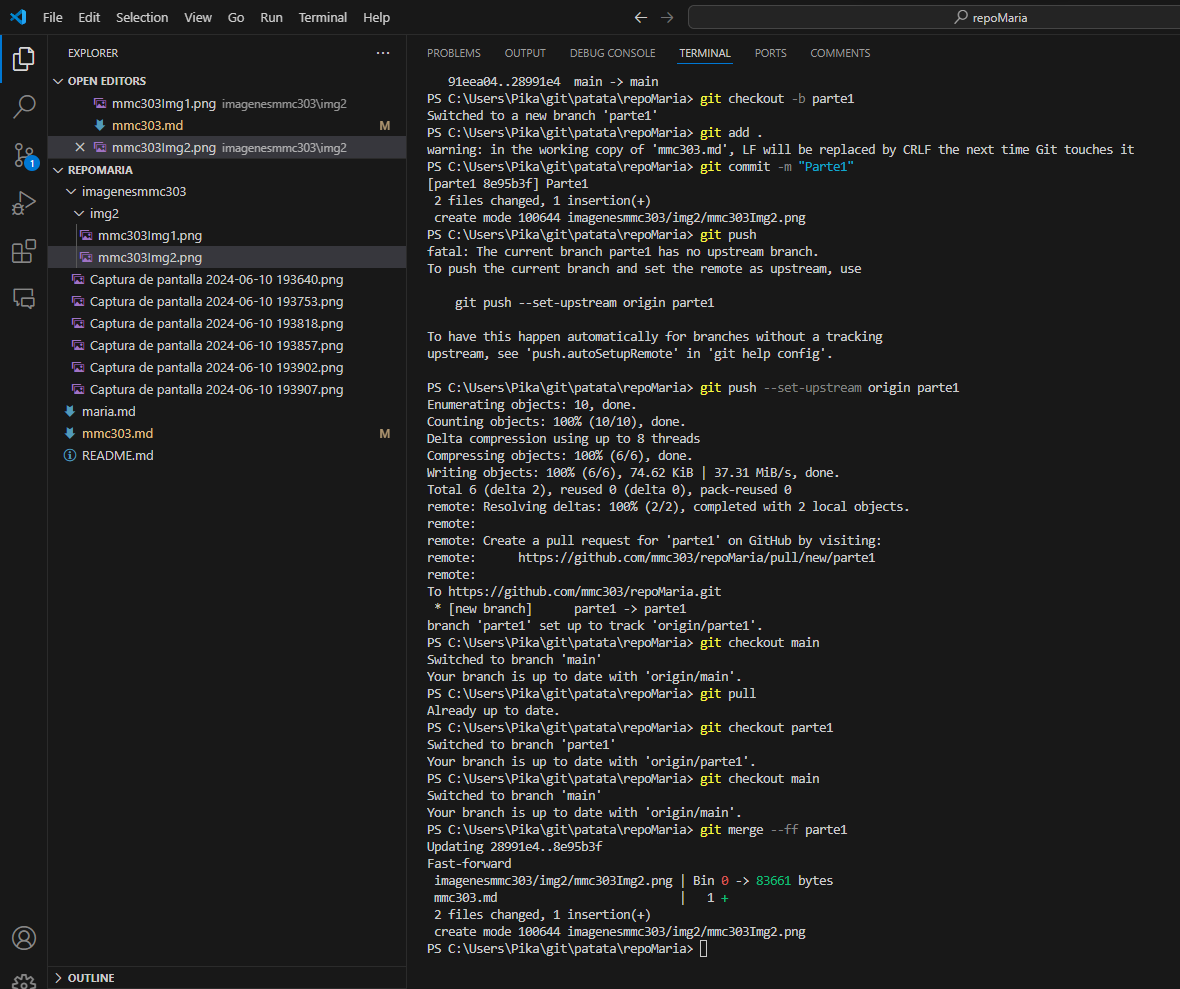 File Edit Selection View Go Run Terminal Help
repoMaria
EXPLORER
OPEN EDITORS
mmc303Img1.png imagenesmmc303\img2
mmc303.md M
mmc303Img2.png imagenesmmc303\img2
1
REPOMARIA
imagenesmmc303
img2
mmc303Img1.png
mmc303Img2.png
Captura de pantalla 2024-06-10 193640.png
Captura de pantalla 2024-06-10 193753.png
Captura de pantalla 2024-06-10 193818.png
Captura de pantalla 2024-06-10 193857.png
Captura de pantalla 2024-06-10 193902.png
Captura de pantalla 2024-06-10 193907.png
maria.md
mmc303.md M
README.md
OUTLINE
PROBLEMS OUTPUT DEBUG CONSOLE TERMINAL PORTS COMMENTS
91eea04..28991e4 main -> main
PS C:\Users\Pika\git\patata\repoMaria> git checkout -b parte1
Switched to a new branch 'parte1'
PS C:\Users\Pika\git\patata\repoMaria> git add .
warning: in the working copy of 'mmc303.md', LF will be replaced by CRLF the next time Git touches it
PS C:\Users\Pika\git\patata\repoMaria> git commit -m "Parte1"
[parte1 8e95b3f] Parte1
2 files changed, 1 insertion(+)
create mode 100644 imagenesmmc303/img2/mmc303Img2.png
PS C:\Users\Pika\git\patata\repoMaria> git push
fatal: The current branch parte1 has no upstream branch.
To push the current branch and set the remote as upstream, use
git push --set-upstream origin parte1
To have this happen automatically for branches without a tracking
upstream, see 'push.autoSetupRemote' in 'git help config'.
PS C:\Users\Pika\git\patata\repoMaria> git push --set-upstream origin parte1
Enumerating objects: 10, done.
Counting objects: 100% (10/10), done.
Delta compression using up to 8 threads
Compressing objects: 100% (6/6), done.
Writing objects: 100% (6/6), 74.62 KiB | 37.31 MiB/s, done.
Total 6 (delta 2), reused 0 (delta 0), pack-reused 0
remote: Resolving deltas: 100% (2/2), completed with 2 local objects.
remote:
remote: Create a pull request for 'parte1' on GitHub by visiting:
remote: https://github.com/mmc303/repoMaria/pull/new/parte1
remote:
To https://github.com/mmc303/repoMaria.git
* [new branch] parte1 -> parte1
branch 'parte1' set up to track 'origin/parte1'.
PS C:\Users\Pika\git\patata\repoMaria> git checkout main
Switched to branch 'main'
Your branch is up to date with 'origin/main'.
PS C:\Users\Pika\git\patata\repoMaria> git pull
Already up to date.
PS C:\Users\Pika\git\patata\repoMaria> git checkout parte1
Switched to branch 'parte1'
Your branch is up to date with 'origin/parte1'.
PS C:\Users\Pika\git\patata\repoMaria> git checkout main
Switched to branch 'main'
Your branch is up to date with 'origin/main'.
PS C:\Users\Pika\git\patata\repoMaria> git merge --ff parte1
Updating 28991e4..8e95b3f
Fast-forward
imagenesmmc303/img2/mmc303Img2.png | Bin 0 -> 83661 bytes
mmc303.md | 1 +
2 files changed, 1 insertion(+)
create mode 100644 imagenesmmc303/img2/mmc303Img2.png
PS C:\Users\Pika\git\patata\repoMaria>